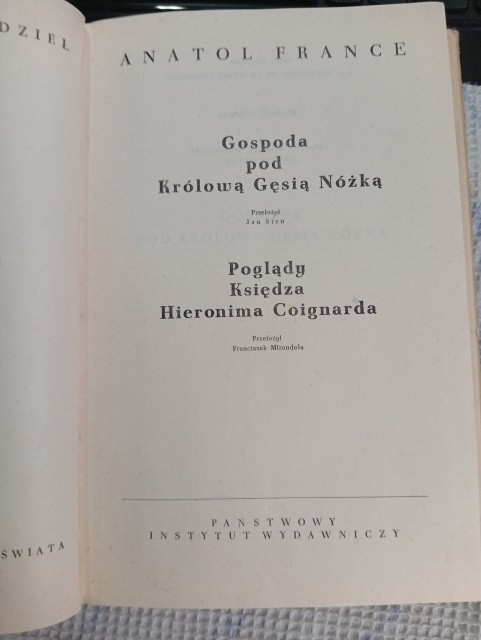 DZIEŁ
ŚWIATA
ANATOL FRANCE
Gospoda
pod
Królową Gęsią Nóżką
Przełożył
Jan Sten
Poglądy
Księdza
Hieronima Coignarda
Przełożył
Franciszek Mirandola
PAŃSTWOWY
INSTYTUT WYDAWNICZY